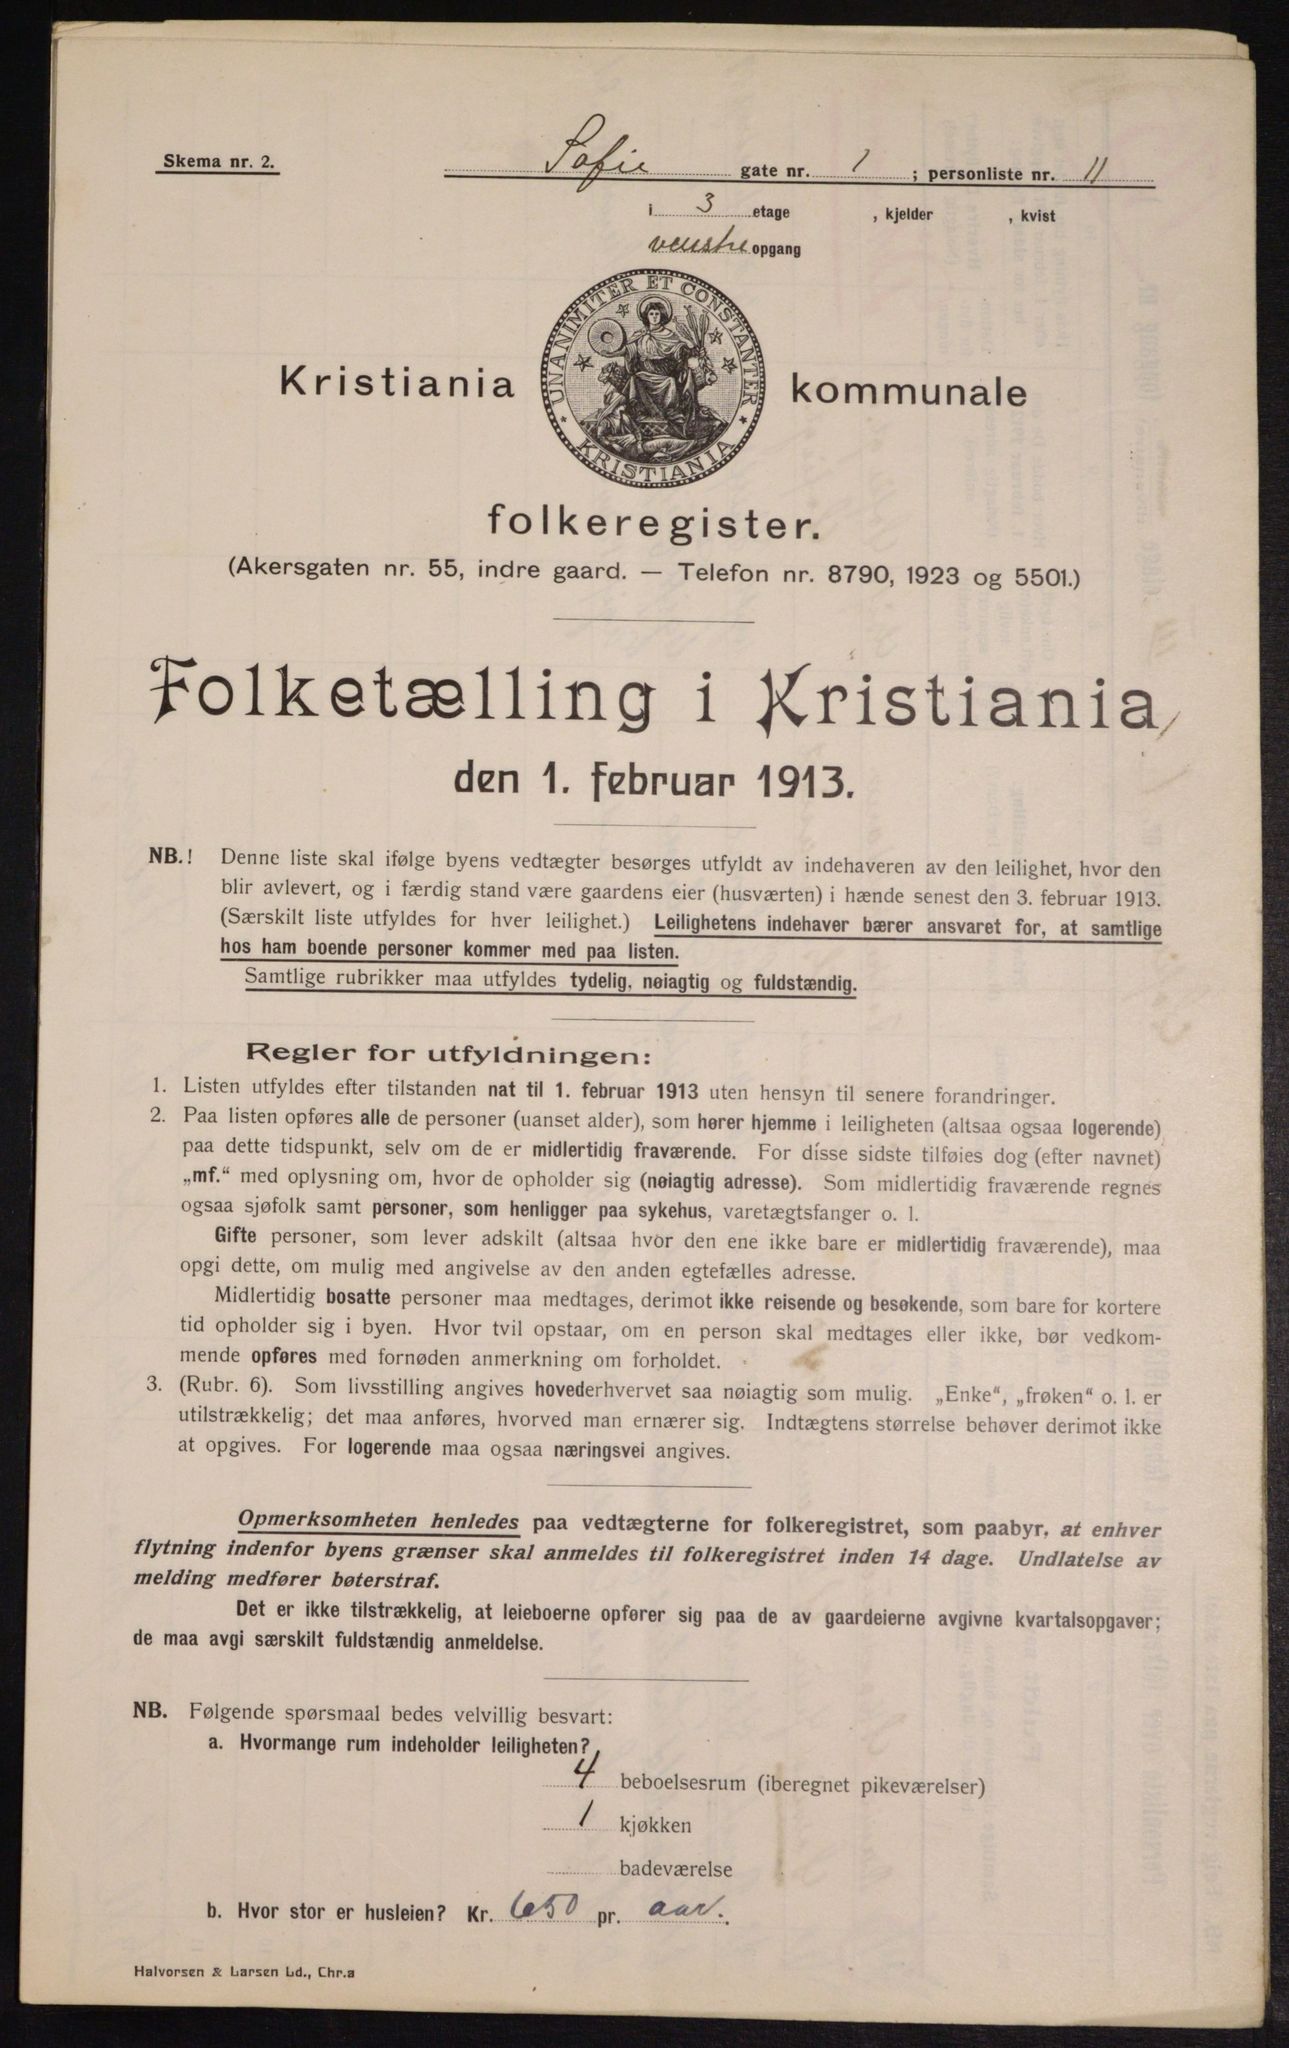 Skema nr. 2.
Sofie gate nr. 1; personliste nr. 11
i 3 etage , kjelder , kvist
venstre opgang
UNANIMITER ET CONSTANTER
KRISTIANIA
Kristiania kommunale
folkeregister.
(Akersgaten nr. 55, indre gaard. — Telefon nr. 8790, 1923 og 5501.)
Folketælling i Kristiania
den 1. februar 1913.
NB.! Denne liste skal ifølge byens vedtægter besørges utfyldt av indehaveren av den leilighet, hvor den
blir avlevert, og i færdig stand være gaardens eier (husværten) i hænde senest den 3. februar 1913.
(Særskilt liste utfyldes for hver leilighet.) Leilighetens indehaver bærer ansvaret for, at samtlige
hos ham boende personer kommer med paa listen.
Samtlige rubrikker maa utfyldes tydelig, nøiagtig og fuldstændig.
Regler for utfyldningen:
1. Listen utfyldes efter tilstanden nat til 1. februar 1913 uten hensyn til senere forandringer.
2. Paa listen opføres alle de personer (uanset alder), som hører hjemme i leiligheten (altsaa ogsaa logerende)
paa dette tidspunkt, selv om de er midlertidig fraværende. For disse sidste tilføies dog (efter navnet)
„mf.“ med oplysning om, hvor de opholder sig (nøiagtig adresse). Som midlertidig fraværende regnes
ogsaa sjøfolk samt personer, som henligger paa sykehus, varetægtsfanger o. l.
Gifte personer, som lever adskilt (altsaa hvor den ene ikke bare er midlertidig fraværende), maa
opgi dette, om mulig med angivelse av den anden egtefælles adresse.
Midlertidig bosatte personer maa medtages, derimot ikke reisende og besøkende, som bare for kortere
tid opholder sig i byen. Hvor tvil opstaar, om en person skal medtages eller ikke, bør vedkom-
mende opføres med fornøden anmerkning om forholdet.
3. (Rubr. 6). Som livsstilling angives hovederhvervet saa nøiagtig som mulig. „Enke“, „frøken“ o. l. er
utilstrækkelig; det maa anføres, hvorved man ernærer sig. Indtægtens størrelse behøver derimot ikke
at opgives. For logerende maa ogsaa næringsvei angives.
Opmerksomheten henledes paa vedtægterne for folkeregistret, som paabyr, at enhver
flytning indenfor byens grænser skal anmeldes til folkeregistret inden 14 dage. Undlatelse av
melding medfører bøterstraf.
Det er ikke tilstrækkelig, at leieboerne opfører sig paa de av gaardeierne avgivne kvartalsopgaver;
de maa avgi særskilt fuldstændig anmeldelse.
NB. Følgende spørsmaal bedes velvillig besvart:
a. Hvormange rum indeholder leiligheten?
4 beboelsesrum (iberegnet pikeværelser)
1 kjøkken
badeværelse
b. Hvor stor er husleien? Kr. 650 pr. aar.
Halvorsen & Larsen Ld., Chr.a